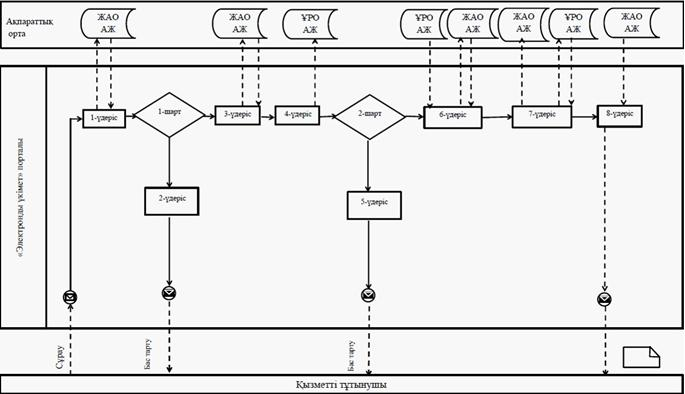 Ақпараттық
орта
ЖАО
АЖ
ЖАО
АЖ
ҰРО
АЖ
ҰРО
АЖ
ЖАО
АЖ
ЖАО
АЖ
ҰРО
АЖ
ЖАО
АЖ
«Электронды үкімет» порталы
1-үдеріс
1-шарт
3-үдеріс
4-үдеріс
2-шарт
6-үдеріс
7-үдеріс
8-үдеріс
2-үдеріс
5-үдеріс
Сұрау
Бас тарту
Бас тарту
Қызметті тұтынушы